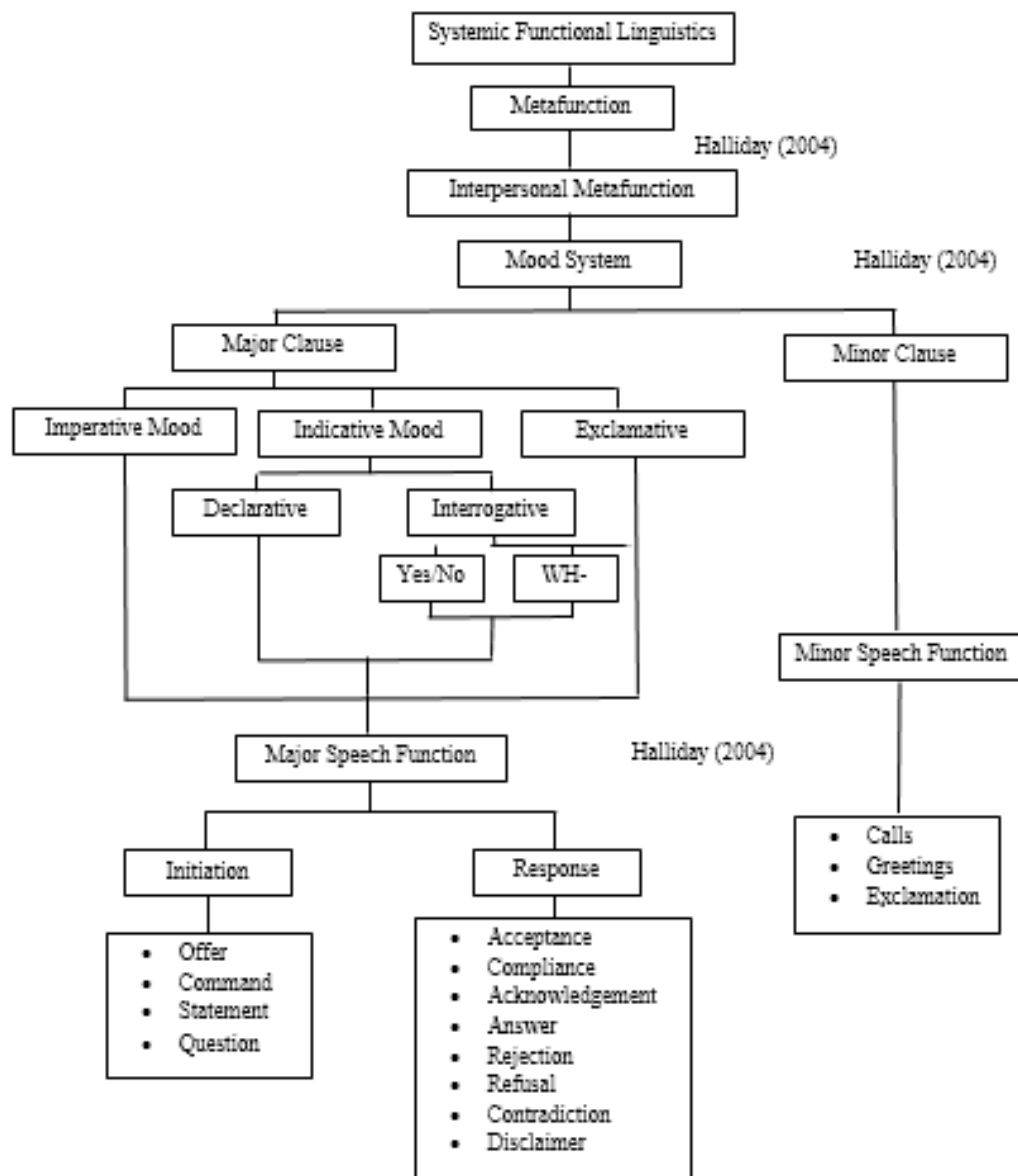 Systemic Functional Linguistics
Metafunction
Halliday (2004)
Interpersonal Metafunction
Mood System
Halliday (2004)
Major Clause
Minor Clause
Imperative Mood
Indicative Mood
Exclamative
Declarative
Interrogative
Yes/No
WH-
Minor Speech Function
Major Speech Function
Halliday (2004)
• Calls
• Greetings
• Exclamation
Initiation
Response
• Offer
• Command
• Statement
• Question
• Acceptance
• Compliance
• Acknowledgement
• Answer
• Rejection
• Refusal
• Contradiction
• Disclaimer